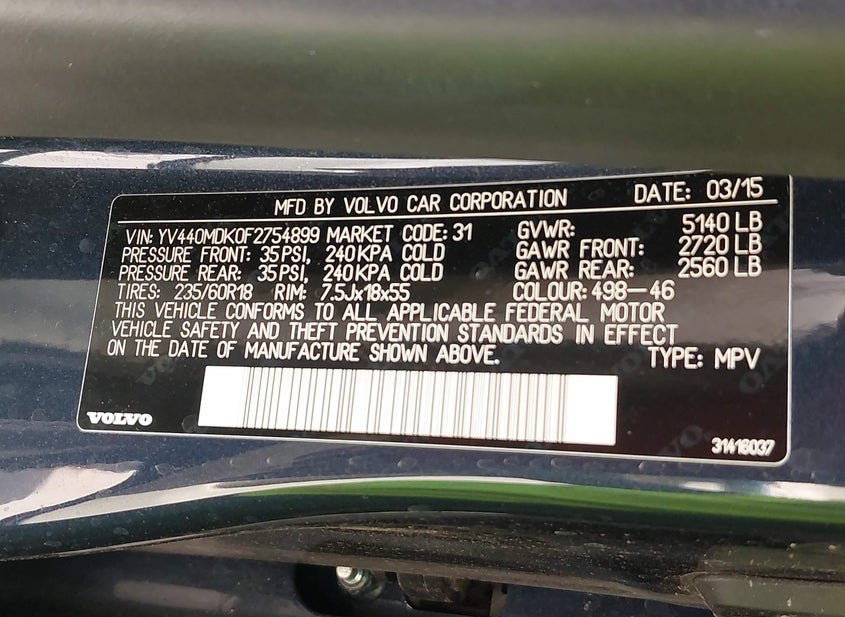 MFD BY VOLVO CAR CORPORATION DATE: 03/15
VIN: YV440MDK0F2754899 MARKET CODE: 31 GVWR: 5140 LB
PRESSURE FRONT: 35 PSI, 240 KPA COLD GAWR FRONT: 2720 LB
PRESSURE REAR: 35 PSI, 240 KPA COLD GAWR REAR: 2560 LB
TIRES: 235/60R18 RIM: 7.5Jx18x55 COLOUR: 498-46
THIS VEHICLE CONFORMS TO ALL APPLICABLE FEDERAL MOTOR
VEHICLE SAFETY AND THEFT PREVENTION STANDARDS IN EFFECT
ON THE DATE OF MANUFACTURE SHOWN ABOVE. TYPE: MPV
VOLVO
31416037